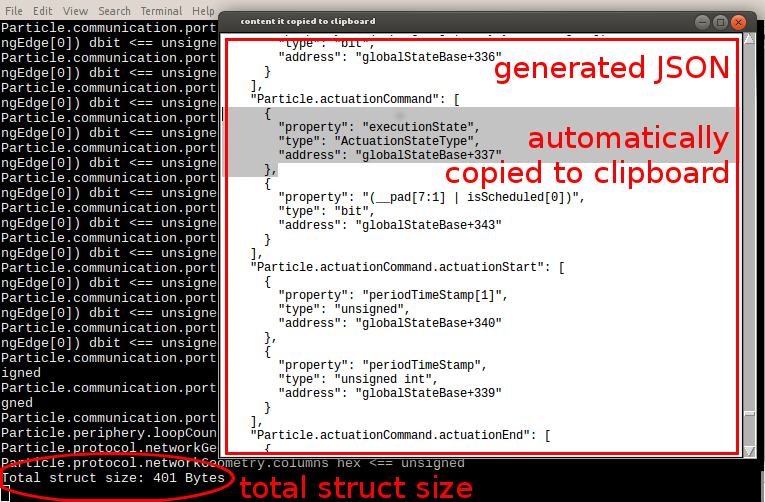 File Edit View Search Terminal Help
content it copied to clipboard
Particle.communication.port
ngEdge[0]) dbit <== unsigne
Particle.communication.port
ngEdge[0]) dbit <== unsigne
Particle.communication.port
ngEdge[0]) dbit <== unsigne
Particle.communication.port
ngEdge[0]) dbit <== unsigne
Particle.communication.port
ngEdge[0]) dbit <== unsigne
Particle.communication.port
ngEdge[0]) dbit <== unsigne
Particle.communication.port
ngEdge[0]) dbit <== unsigne
Particle.communication.port
ngEdge[0]) dbit <== unsigne
Particle.communication.port
ngEdge[0]) dbit <== unsigne
Particle.communication.port
ngEdge[0]) dbit <== unsigne
Particle.communication.port
ngEdge[0]) dbit <== unsigne
Particle.communication.port
igned
Particle.communication.port
gned
Particle.communication.port
Particle.periphery.loopCoun
Particle.protocol.networkGe
Particle.protocol.networkGeometry.columns hex <== unsigned
Total struct size: 401 Bytes
"type": "bit",
"address": "globalStateBase+336"
}
],
"Particle.actuationCommand": [
{
"property": "executionState",
"type": "ActuationStateType",
"address": "globalStateBase+337"
},
{
"property": "(__pad[7:1] | isScheduled[0])",
"type": "bit",
"address": "globalStateBase+343"
}
],
"Particle.actuationCommand.actuationStart": [
{
"property": "periodTimeStamp[1]",
"type": "unsigned",
"address": "globalStateBase+340"
},
{
"property": "periodTimeStamp",
"type": "unsigned int",
"address": "globalStateBase+339"
}
],
"Particle.actuationCommand.actuationEnd": [
{
generated JSON
automatically
copied to clipboard
total struct size